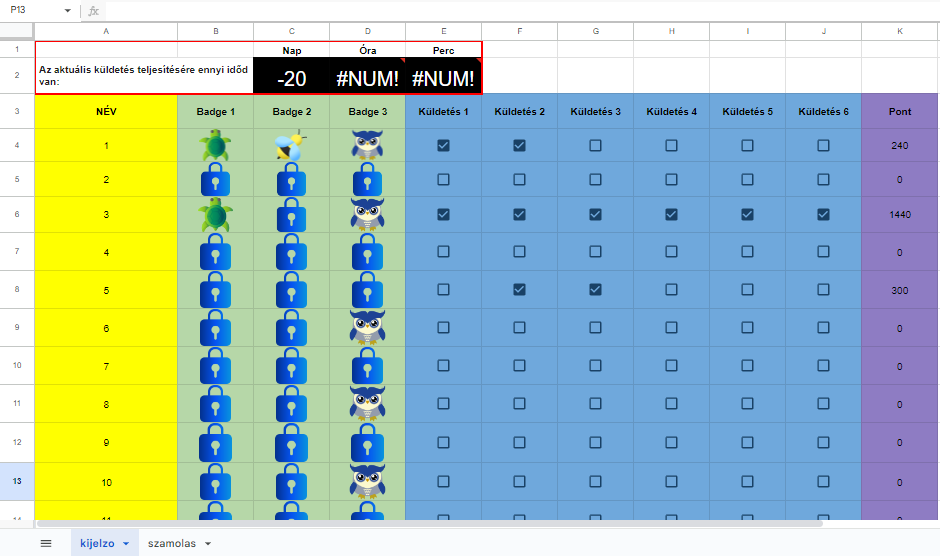 P13 fx
A B C D E F G H I J K
1 Nap Óra Perc
2 Az aktuális küldetés teljesítésére ennyi időd van: -20 #NUM! #NUM!
3 NÉV Badge 1 Badge 2 Badge 3 Küldetés 1 Küldetés 2 Küldetés 3 Küldetés 4 Küldetés 5 Küldetés 6 Pont
4 1 240
5 2 0
6 3 1440
7 4 0
8 5 300
9 6 0
10 7 0
11 8 0
12 9 0
13 10 0
14 11
kijelzo szamolas